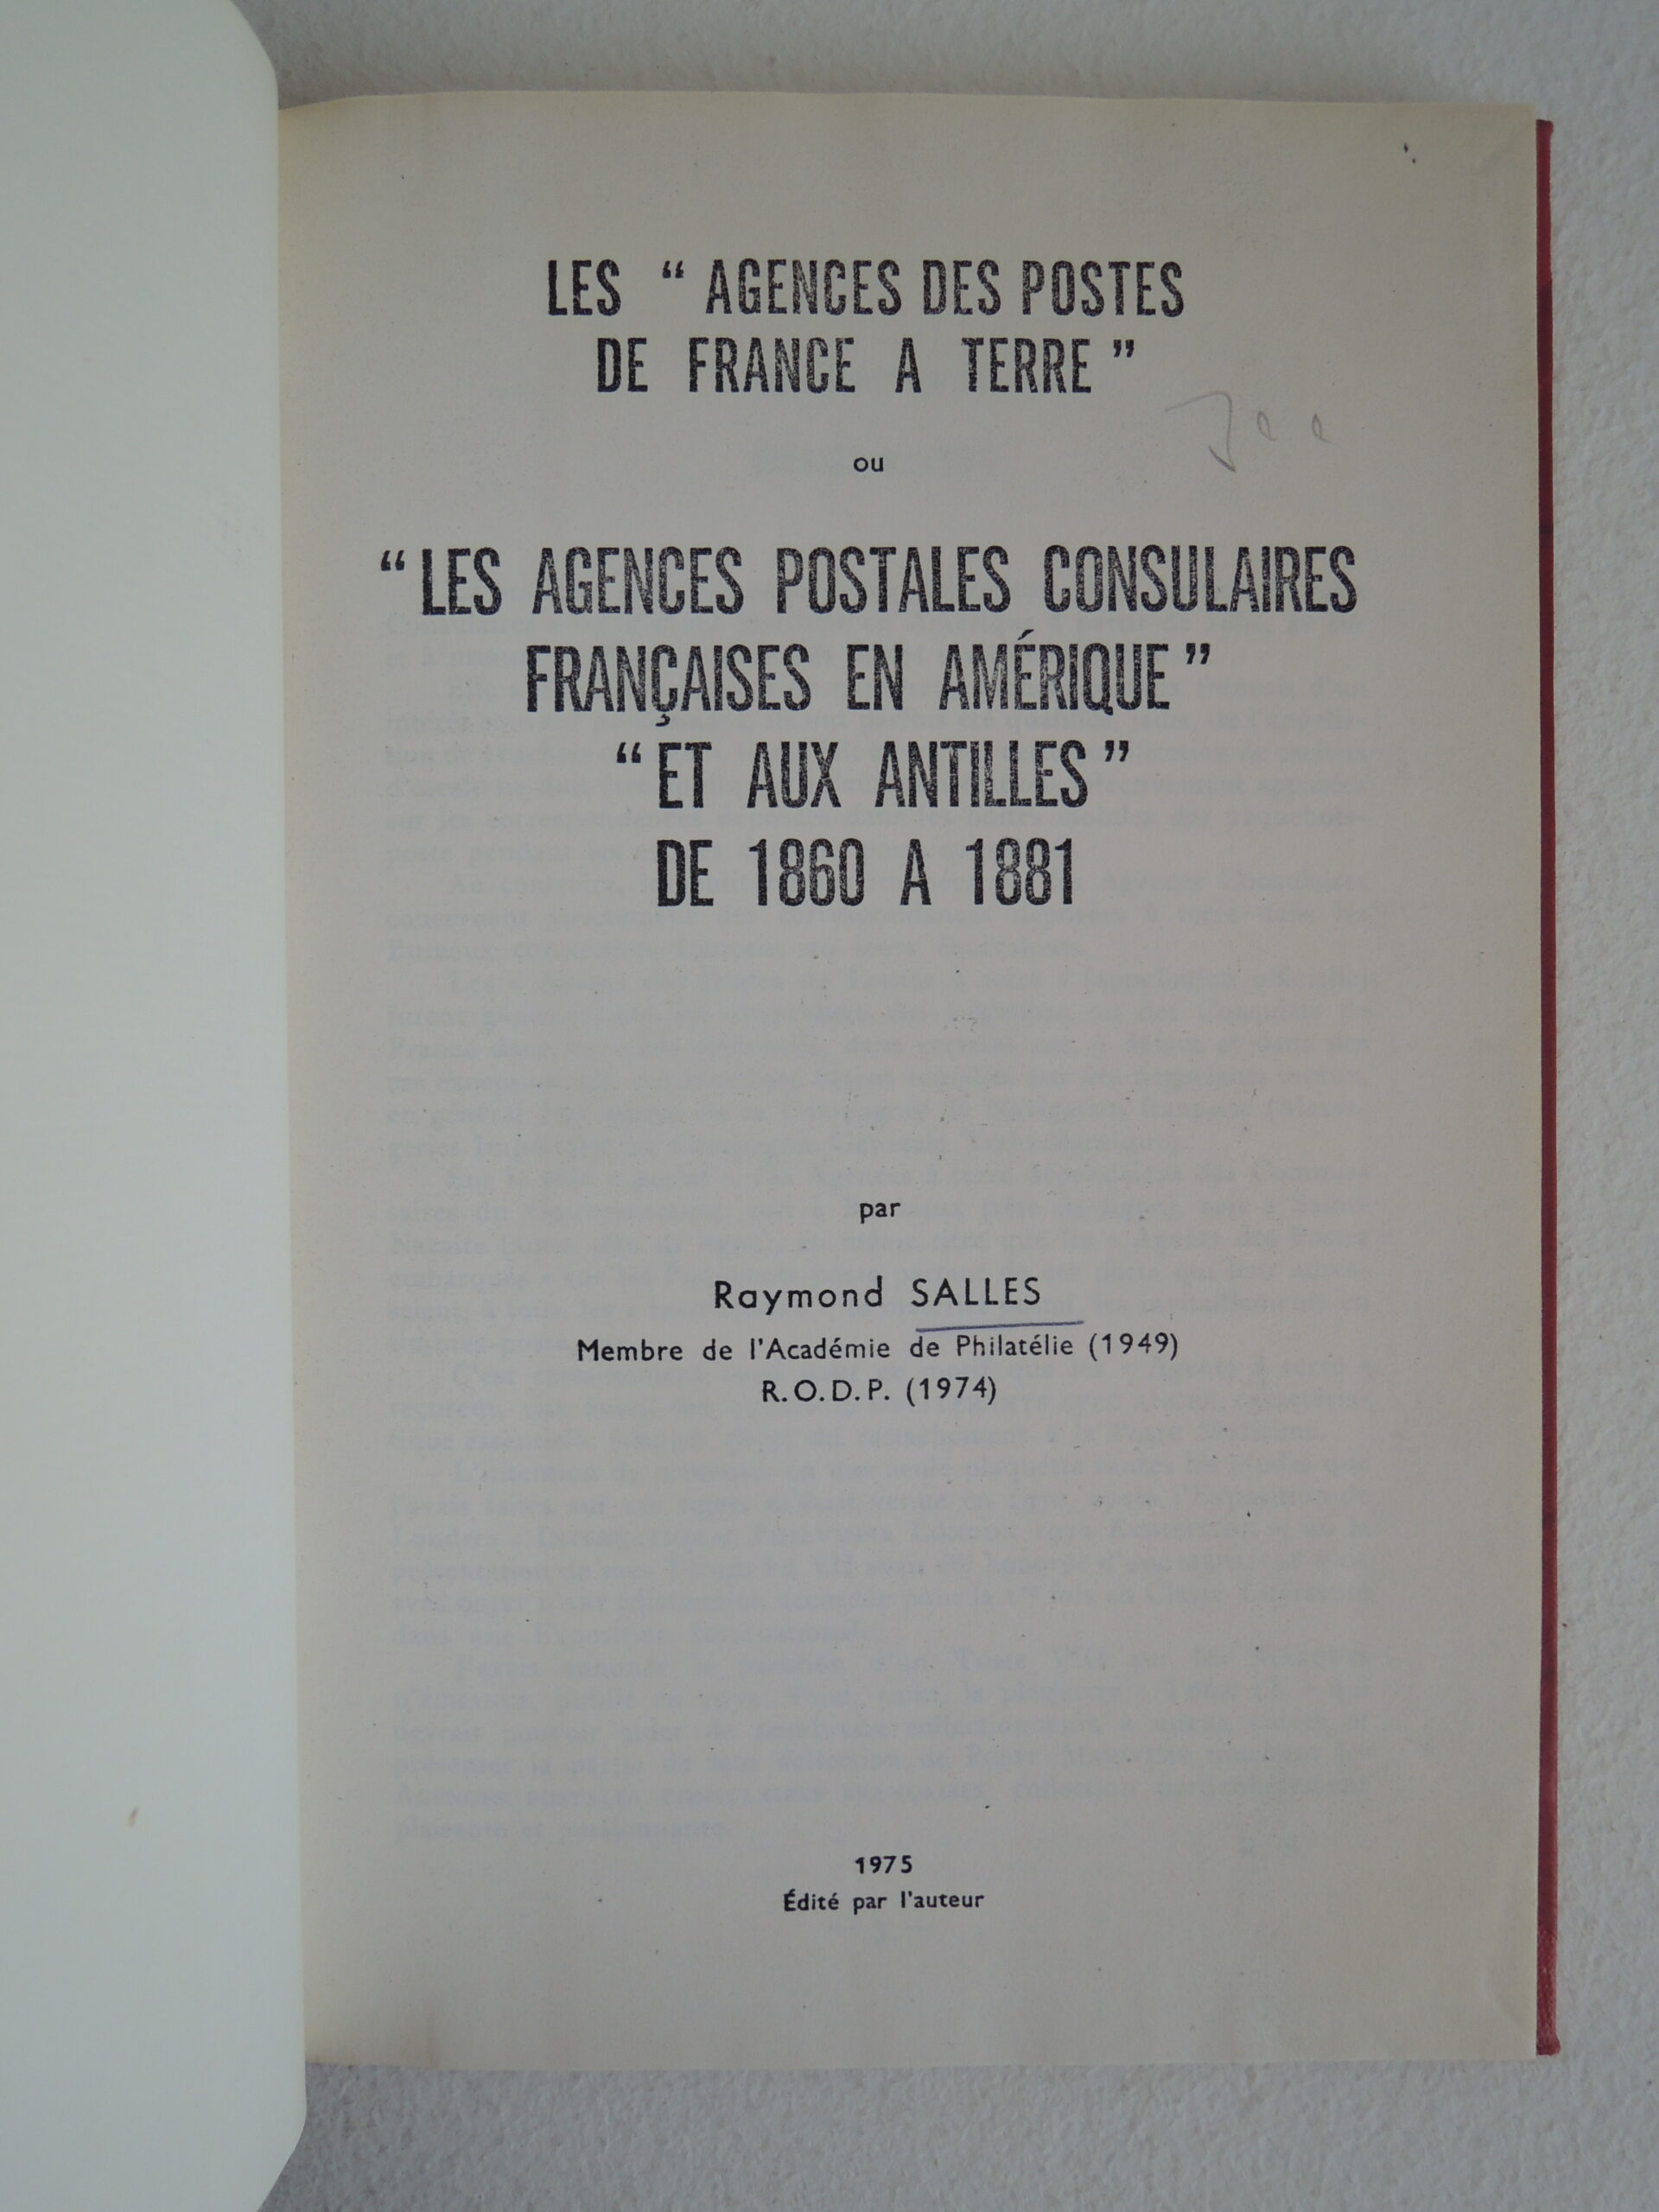 LES “ AGENCES DES POSTES
DE FRANCE A TERRE ”
ou
“ LES AGENCES POSTALES CONSULAIRES
FRANÇAISES EN AMÉRIQUE ”
“ ET AUX ANTILLES ”
DE 1860 A 1881
par
Raymond SALLES
Membre de l'Académie de Philatélie (1949)
R.O.D.P. (1974)
1975
Édité par l'auteur